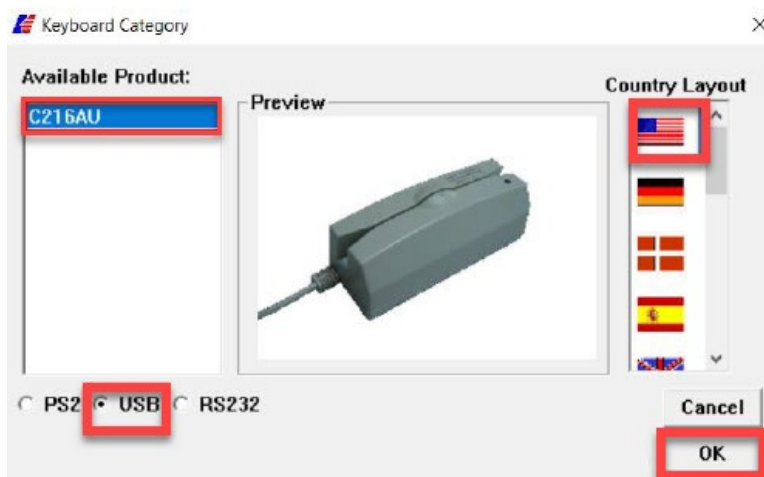 Keyboard Category
Available Product:
C216AU
Preview
Country Layout
PS2 USB RS232
Cancel
OK